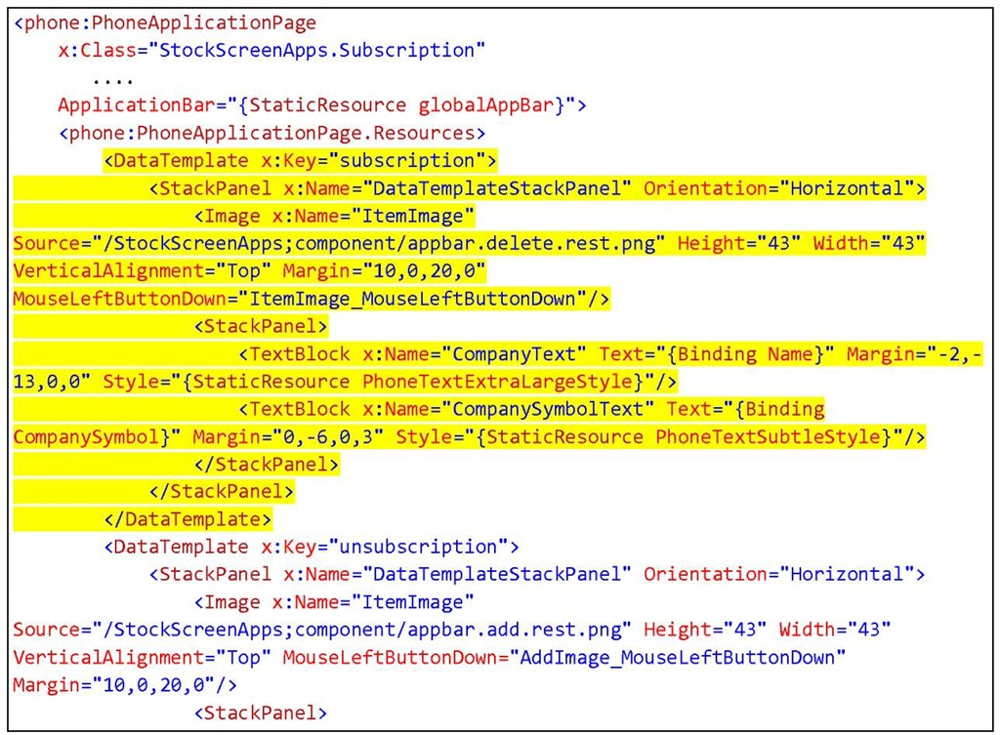 <phone:PhoneApplicationPage
x:Class="StockScreenApps.Subscription"
....
ApplicationBar="{StaticResource globalAppBar}">
<phone:PhoneApplicationPage.Resources>
<DataTemplate x:Key="subscription">
<StackPanel x:Name="DataTemplateStackPanel" Orientation="Horizontal">
<Image x:Name="ItemImage"
Source="/StockScreenApps;component/appbar.delete.rest.png" Height="43" Width="43"
VerticalAlignment="Top" Margin="10,0,20,0"
MouseLeftButtonDown="ItemImage_MouseLeftButtonDown"/>
<StackPanel>
<TextBlock x:Name="CompanyText" Text="{Binding Name}" Margin="-2,-
13,0,0" Style="{StaticResource PhoneTextExtraLargeStyle}"/>
<TextBlock x:Name="CompanySymbolText" Text="{Binding
CompanySymbol}" Margin="0,-6,0,3" Style="{StaticResource PhoneTextSubtleStyle}"/>
</StackPanel>
</StackPanel>
</DataTemplate>
<DataTemplate x:Key="unsubscription">
<StackPanel x:Name="DataTemplateStackPanel" Orientation="Horizontal">
<Image x:Name="ItemImage"
Source="/StockScreenApps;component/appbar.add.rest.png" Height="43" Width="43"
VerticalAlignment="Top" MouseLeftButtonDown="AddImage_MouseLeftButtonDown"
Margin="10,0,20,0"/>
<StackPanel>